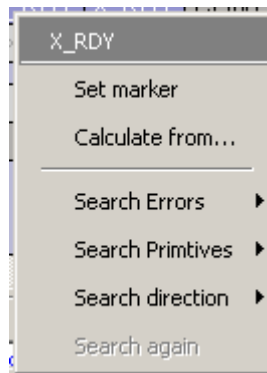 X_RDY
Set marker
Calculate from...
Search Errors
Search Primtives
Search direction
Search again